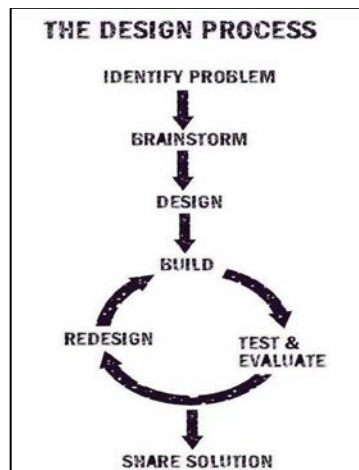 THE DESIGN PROCESS
IDENTIFY PROBLEM
BRAINSTORM
DESIGN
BUILD
REDESIGN
TEST &
EVALUATE
SHARE SOLUTION